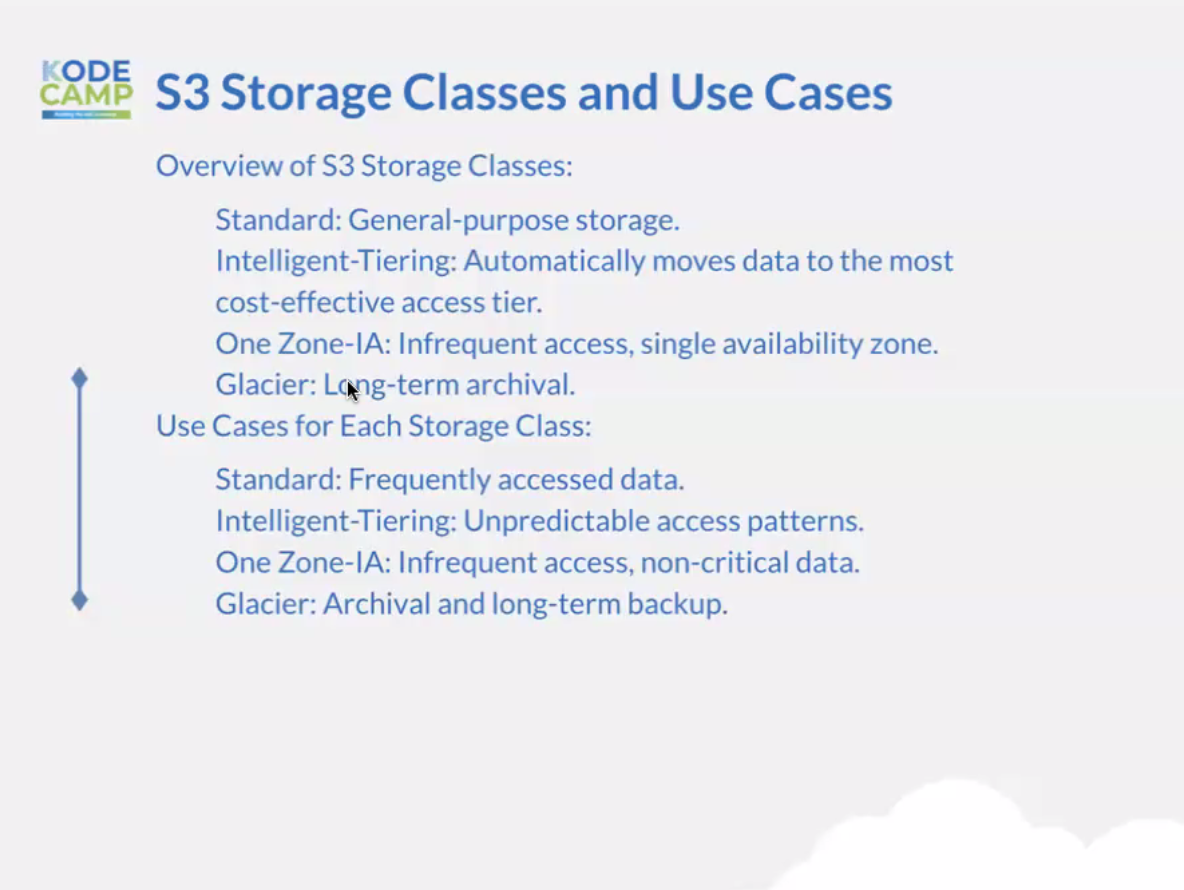 KODE
CAMP
S3 Storage Classes and Use Cases
Overview of S3 Storage Classes:
Standard: General-purpose storage.
Intelligent-Tiering: Automatically moves data to the most
cost-effective access tier.
One Zone-IA: Infrequent access, single availability zone.
Glacier: Long-term archival.
Use Cases for Each Storage Class:
Standard: Frequently accessed data.
Intelligent-Tiering: Unpredictable access patterns.
One Zone-IA: Infrequent access, non-critical data.
Glacier: Archival and long-term backup.